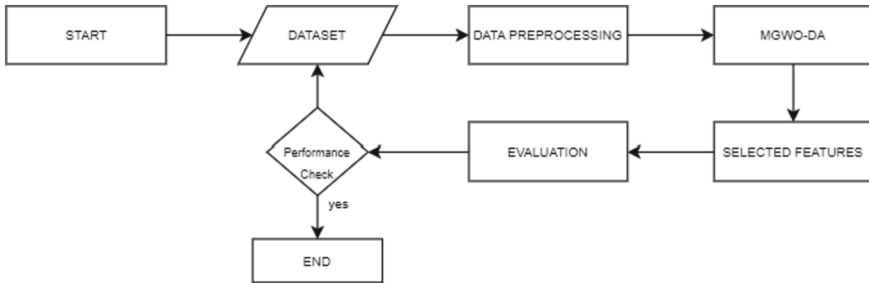 START
DATASET
DATA PREPROCESSING
MGWO-DA
Performance
Check
EVALUATION
SELECTED FEATURES
yes
END